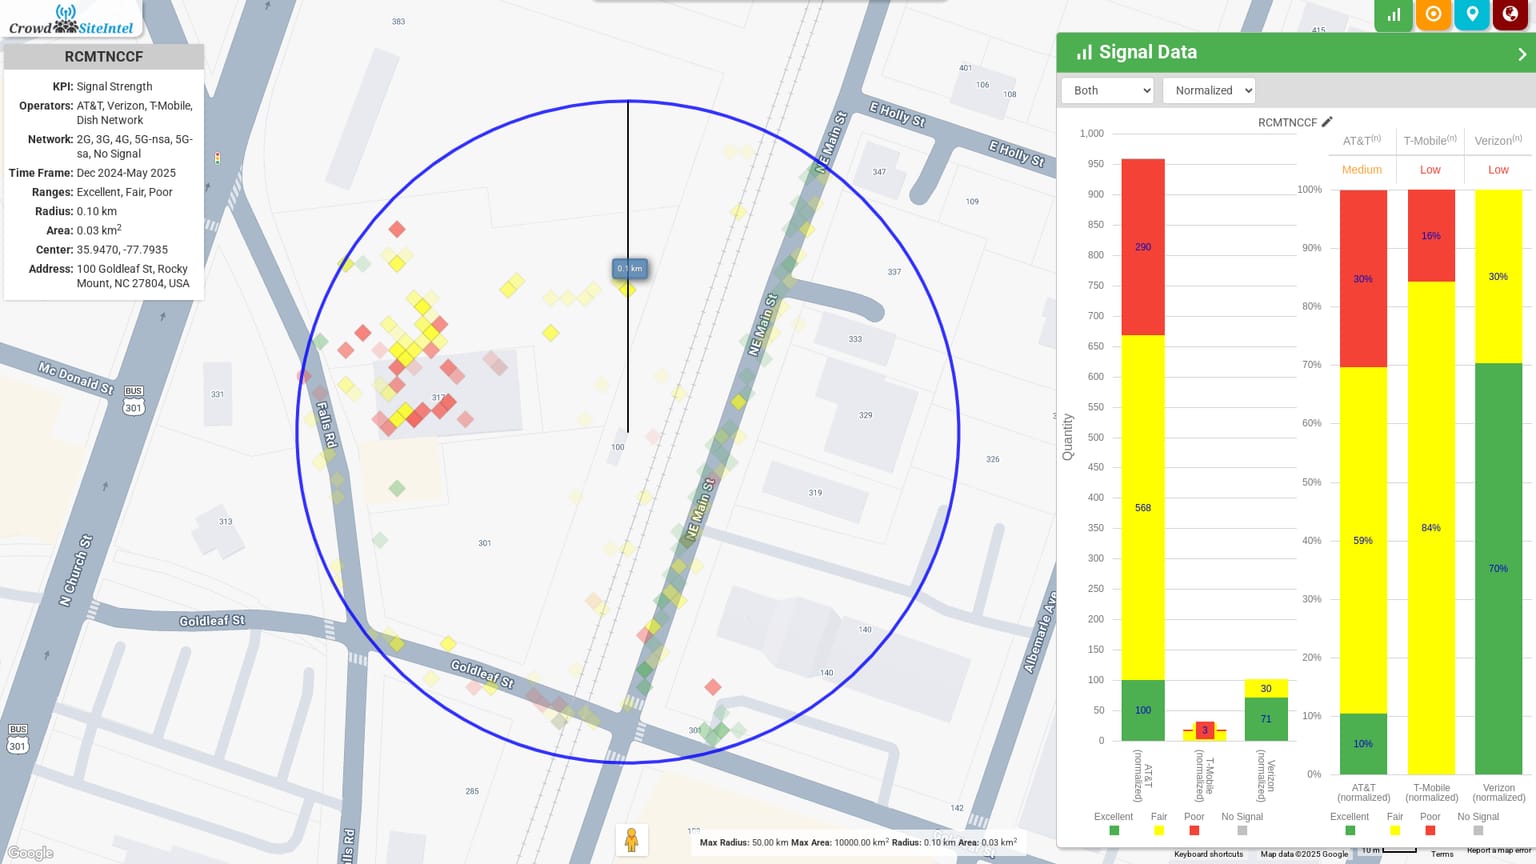 Crowd SiteIntel
RCMTNCCF
KPI: Signal Strength
Operators: AT&T, Verizon, T-Mobile,
Dish Network
Network: 2G, 3G, 4G, 5G-nsa, 5G-
sa, No Signal
Time Frame: Dec 2024-May 2025
Ranges: Excellent, Fair, Poor
Radius: 0.10 km
Area: 0.03 km²
Center: 35.9470, -77.7935
Address: 100 Goldleaf St, Rocky
Mount, NC 27804, USA
383
401
106
108
415
E Holly St
E Holly St
NE Main St
347
109
337
0.1 km
NE Main St
333
Mc Donald St
BUS
301
331
317
Falls Rd
329
100
326
319
NE Main St
313
301
N Church St
Goldleaf St
140
Albemarle Ave
140
Goldleaf St
301
BUS
301
285
142
lls Rd
Google
Max Radius: 50.00 km Max Area: 10000.00 km² Radius: 0.10 km Area: 0.03 km²
Keyboard shortcuts
Map data ©2025 Google
10 m
Terms
Report a map error
Signal Data
Both
Normalized
RCMTNCCF
Quantity
1,000
950
900
850
800
750
700
650
600
550
500
450
400
350
300
250
200
150
100
50
0
290
568
100
3
30
71
AT&T
(normalized)
T-Mobile
(normalized)
Verizon
(normalized)
Excellent Fair Poor No Signal
AT&T(n) T-Mobile(n) Verizon(n)
Medium Low Low
100%
90%
80%
70%
60%
50%
40%
30%
20%
10%
0%
30%
59%
10%
16%
84%
30%
70%
AT&T
(normalized)
T-Mobile
(normalized)
Verizon
(normalized)
Excellent Fair Poor No Signal